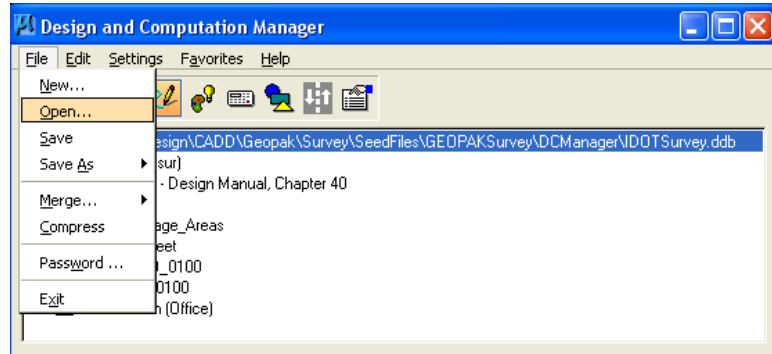 Design and Computation Manager
File Edit Settings Favorites Help
New...
Open...
Save
esign\CADD\Geopak\Survey\SeedFiles\GEOPAKSurvey\DCManager\IDOTSurvey.ddb
Save As sur)
- Design Manual, Chapter 40
Merge...
Compress age_Areas
eet
Password ... _0100
0100
Exit n (Office)